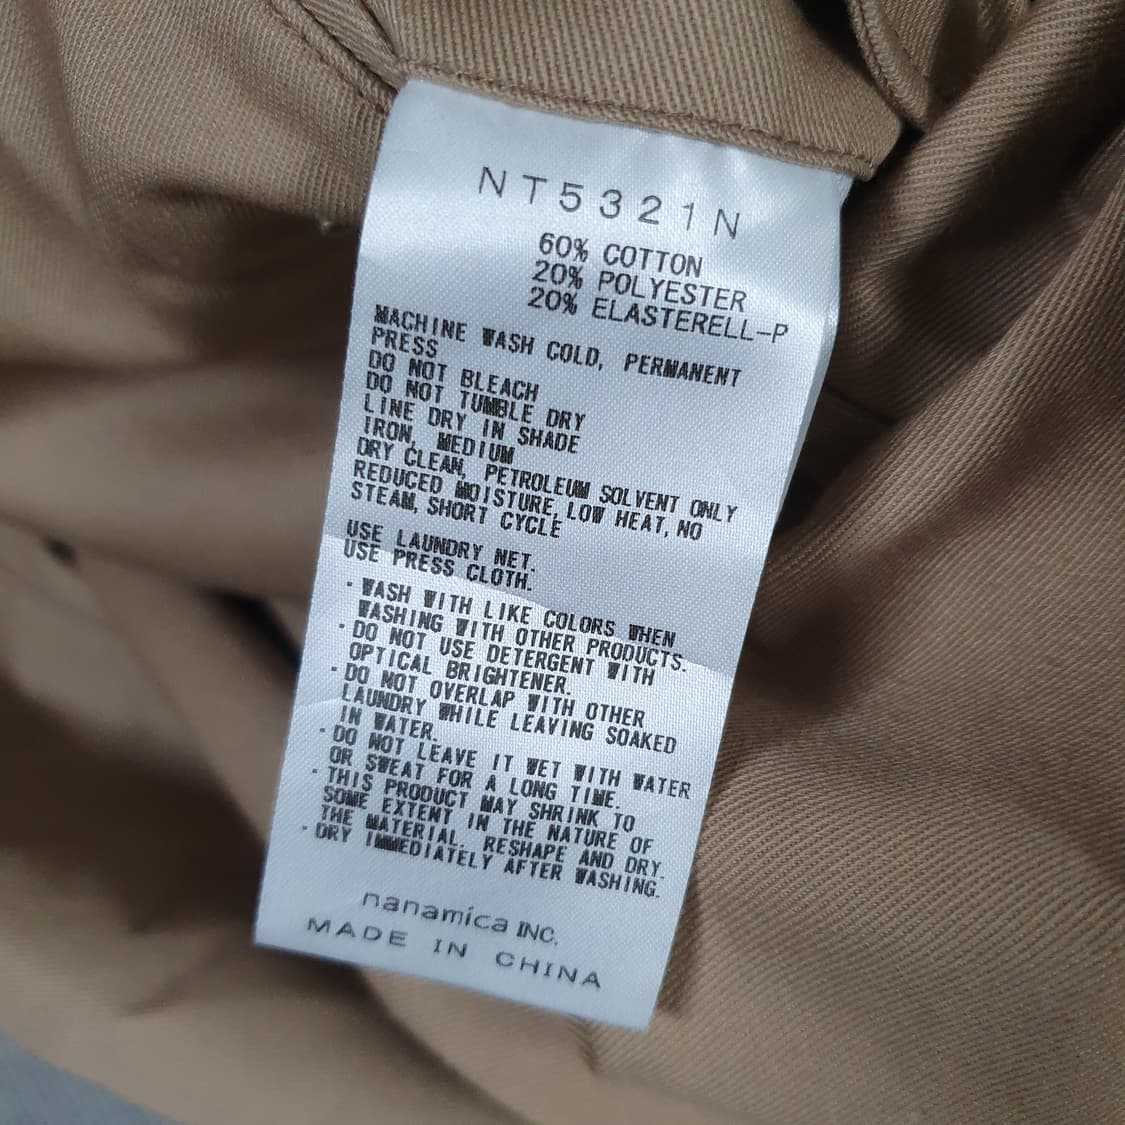 NT5321N
60% COTTON
20% POLYESTER
20% ELASTERELL-P
MACHINE WASH COLD, PERMANENT
PRESS
DO NOT BLEACH
DO NOT TUMBLE DRY
LINE DRY IN SHADE
IRON, MEDIUM
DRY CLEAN, PETROLEUM SOLVENT ONLY
REDUCED MOISTURE, LOW HEAT, NO
STEAM, SHORT CYCLE
USE LAUNDRY NET.
USE PRESS CLOTH.
・WASH WITH LIKE COLORS WHEN
WASHING WITH OTHER PRODUCTS.
・DO NOT USE DETERGENT WITH
OPTICAL BRIGHTENER.
・DO NOT OVERLAP WITH OTHER
LAUNDRY WHILE LEAVING SOAKED
IN WATER.
・DO NOT LEAVE IT WET WITH WATER
OR SWEAT FOR A LONG TIME.
・THIS PRODUCT MAY SHRINK TO
SOME EXTENT IN THE NATURE OF
THE MATERIAL. RESHAPE AND DRY.
・DRY IMMEDIATELY AFTER WASHING.
nanamica INC.
MADE IN CHINA